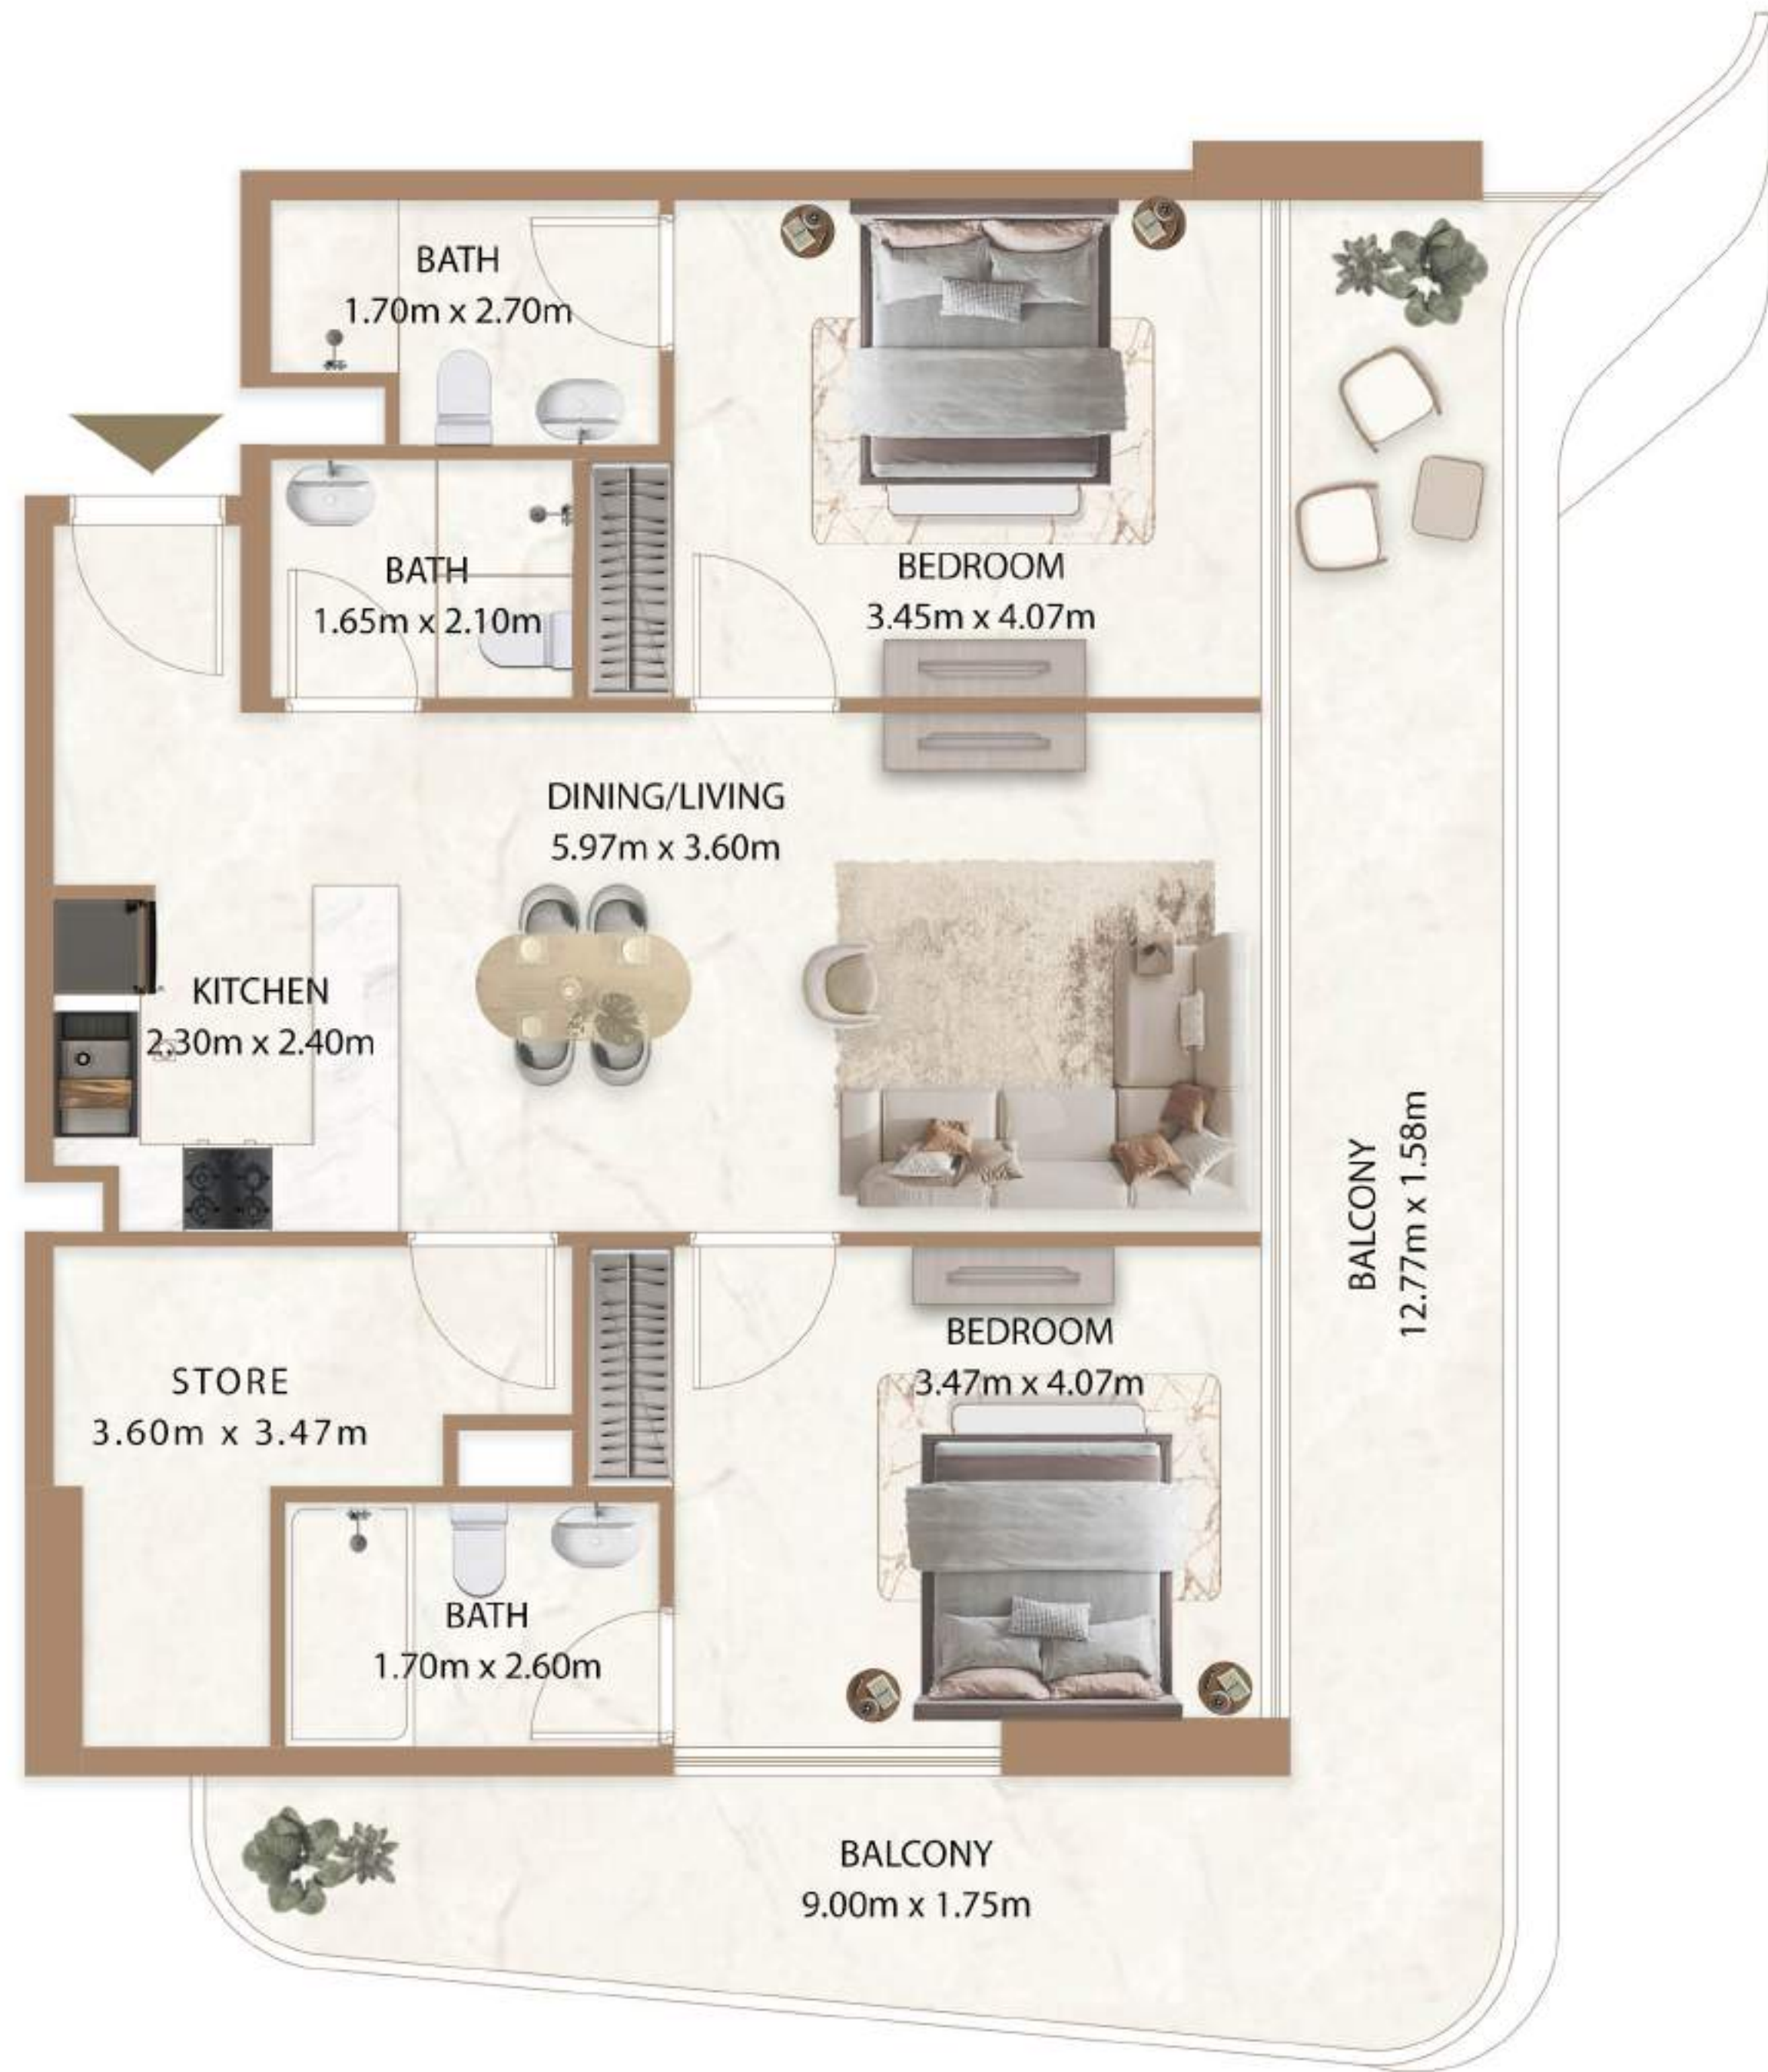 BATH
1.70m x 2.70m
BATH
1.65m x 2.10m
BEDROOM
3.45m x 4.07m
DINING/LIVING
5.97m x 3.60m
KITCHEN
2.30m x 2.40m
BALCONY
12.77m x 1.58m
BEDROOM
3.47m x 4.07m
STORE
3.60m x 3.47m
BATH
1.70m x 2.60m
BALCONY
9.00m x 1.75m